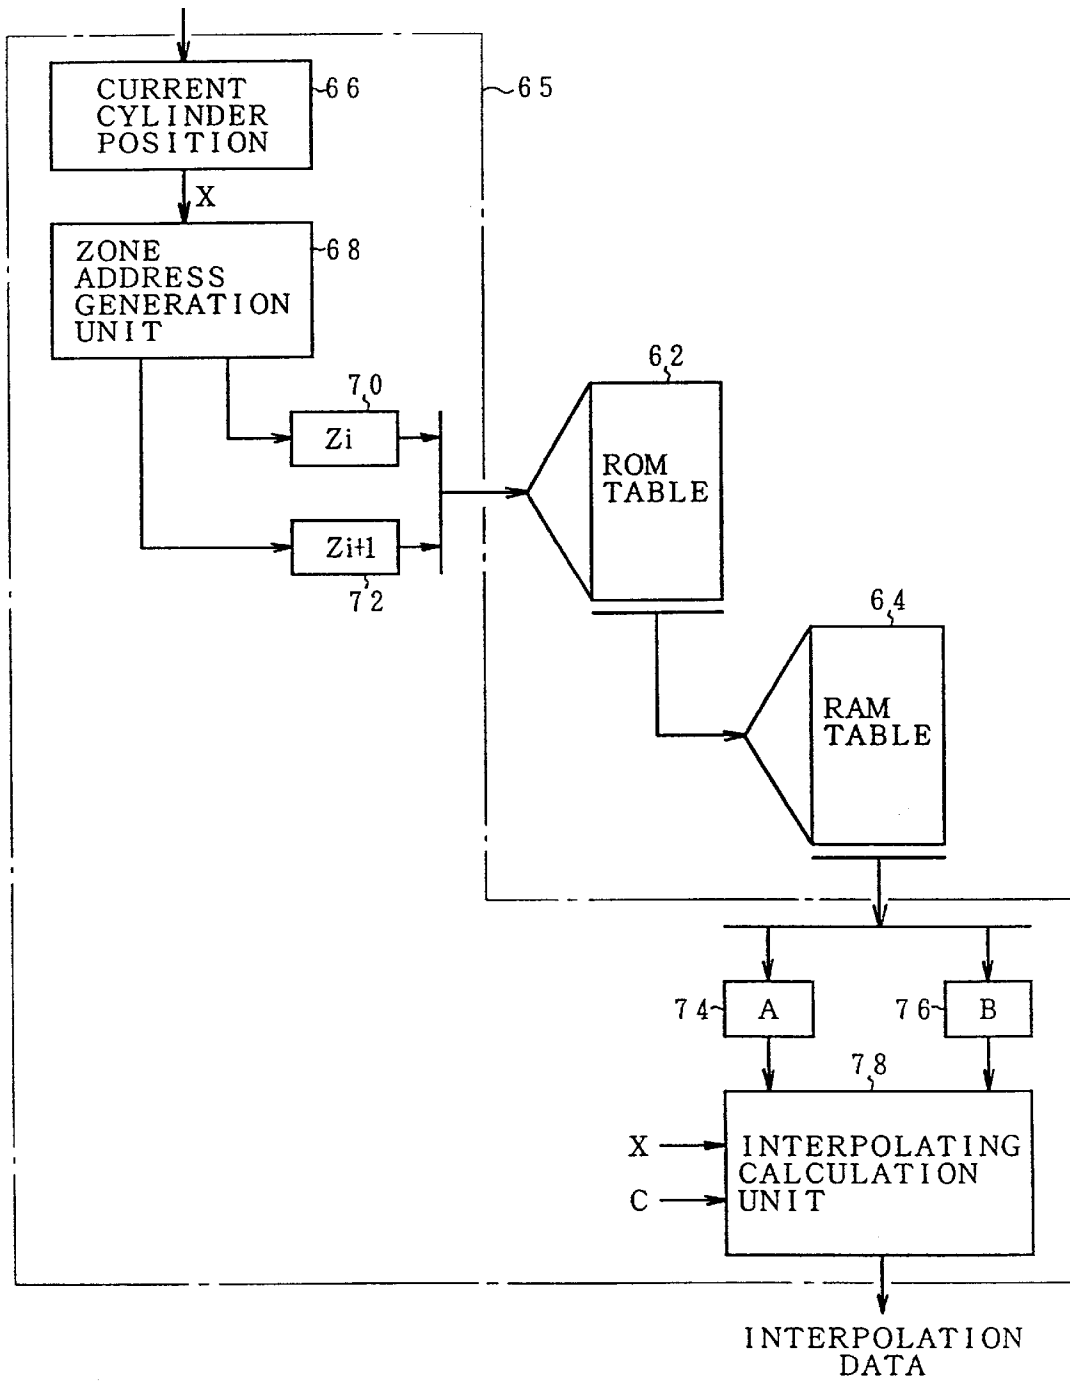 CURRENT
CYLINDER
POSITION
66
65
X
ZONE
ADDRESS
GENERATION
UNIT
68
70
Zi
Zi+1
72
62
ROM
TABLE
64
RAM
TABLE
74
A
76
B
78
X
C
INTERPOLATING
CALCULATION
UNIT
INTERPOLATION
DATA